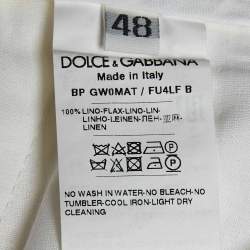 48
DOLCE & GABBANA
Made in Italy
BP GW0MAT / FU4LF B
100% LINO-FLAX-LINO-LIN-
LINHO-LEINEN-ΠEH-
LINEN
NO WASH IN WATER-NO BLEACH-NO
TUMBLER-COOL IRON-LIGHT DRY
CLEANING